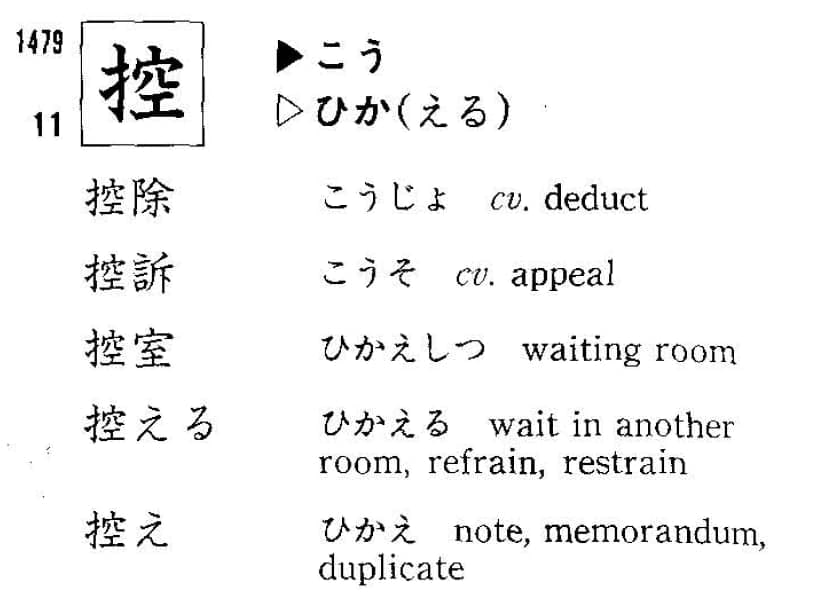 1479
控
11
▶こう
▷ひか(える)
控除 こうじょ cv. deduct
控訴 こうそ cv. appeal
控室 ひかえしつ waiting room
控える ひかえる wait in another
room, refrain, restrain
控え ひかえ note, memorandum,
duplicate